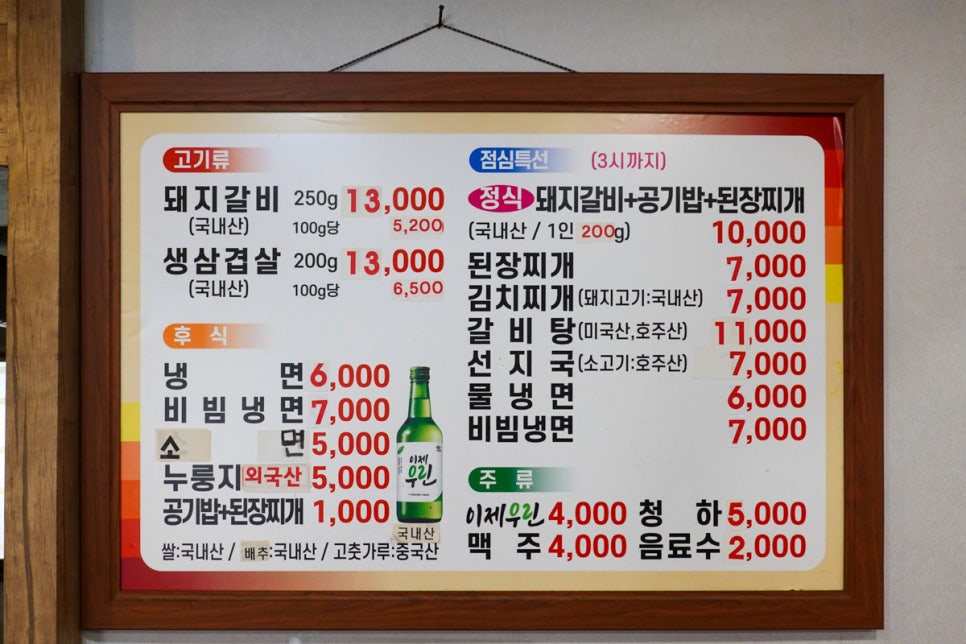 고기류
돼지갈비 250g 13,000
(국내산) 100g당 5,200
생삼겹살 200g 13,000
(국내산) 100g당 6,500
후식
냉면 6,000
비빔냉면 7,000
소면 5,000
누룽지 외국산 5,000
공기밥+된장찌개 1,000
이제우린
국내산
쌀:국내산 / 배추:국내산 / 고춧가루:중국산
점심특선 (3시까지)
정식 돼지갈비+공기밥+된장찌개
(국내산 / 1인 200g) 10,000
된장찌개 7,000
김치찌개(돼지고기:국내산) 7,000
갈비탕(미국산,호주산) 11,000
선지국(소고기:호주산) 7,000
물냉면 6,000
비빔냉면 7,000
주류
이제우린 4,000 청하 5,000
맥주 4,000 음료수 2,000